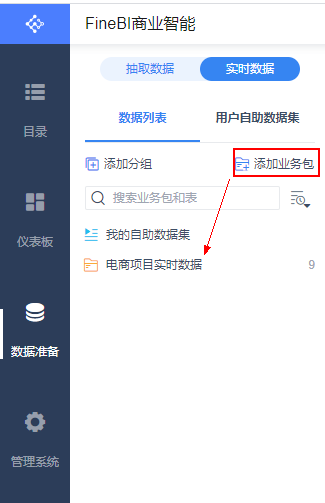 FineBI商业智能
抽取数据 实时数据
数据列表 用户自助数据集
添加分组 添加业务包
搜索业务包和表
我的自助数据集
电商项目实时数据 9
目录
仪表板
数据准备
管理系统